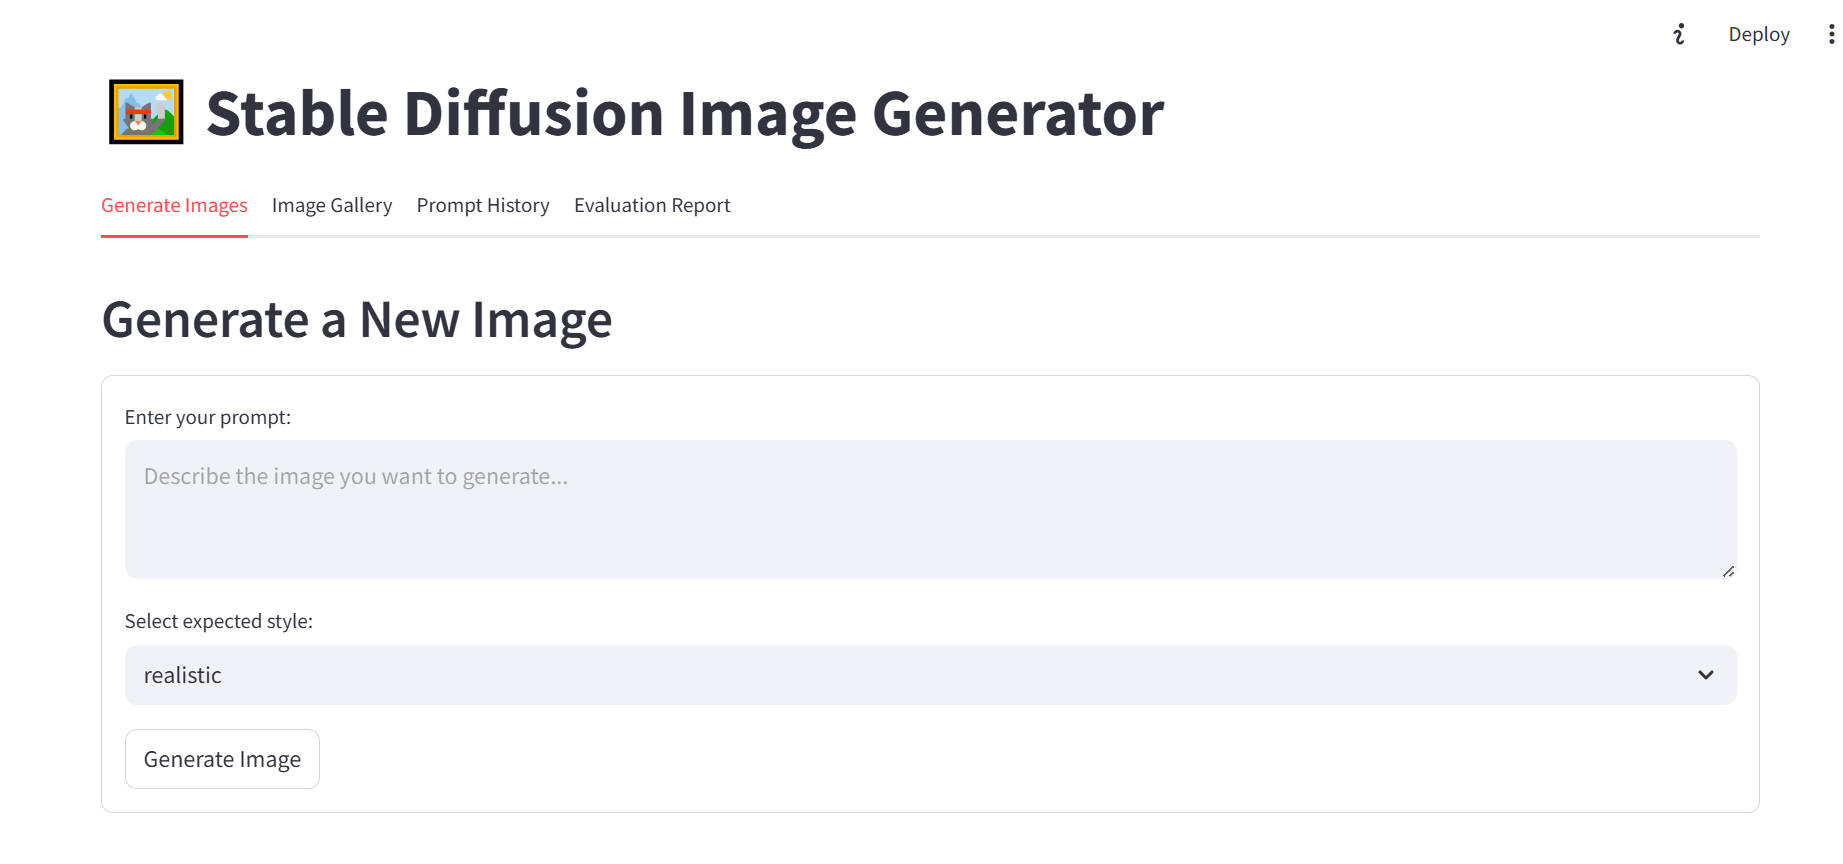 Deploy
Stable Diffusion Image Generator
Generate Images Image Gallery Prompt History Evaluation Report
Generate a New Image
Enter your prompt:
Describe the image you want to generate...
Select expected style:
realistic
Generate Image